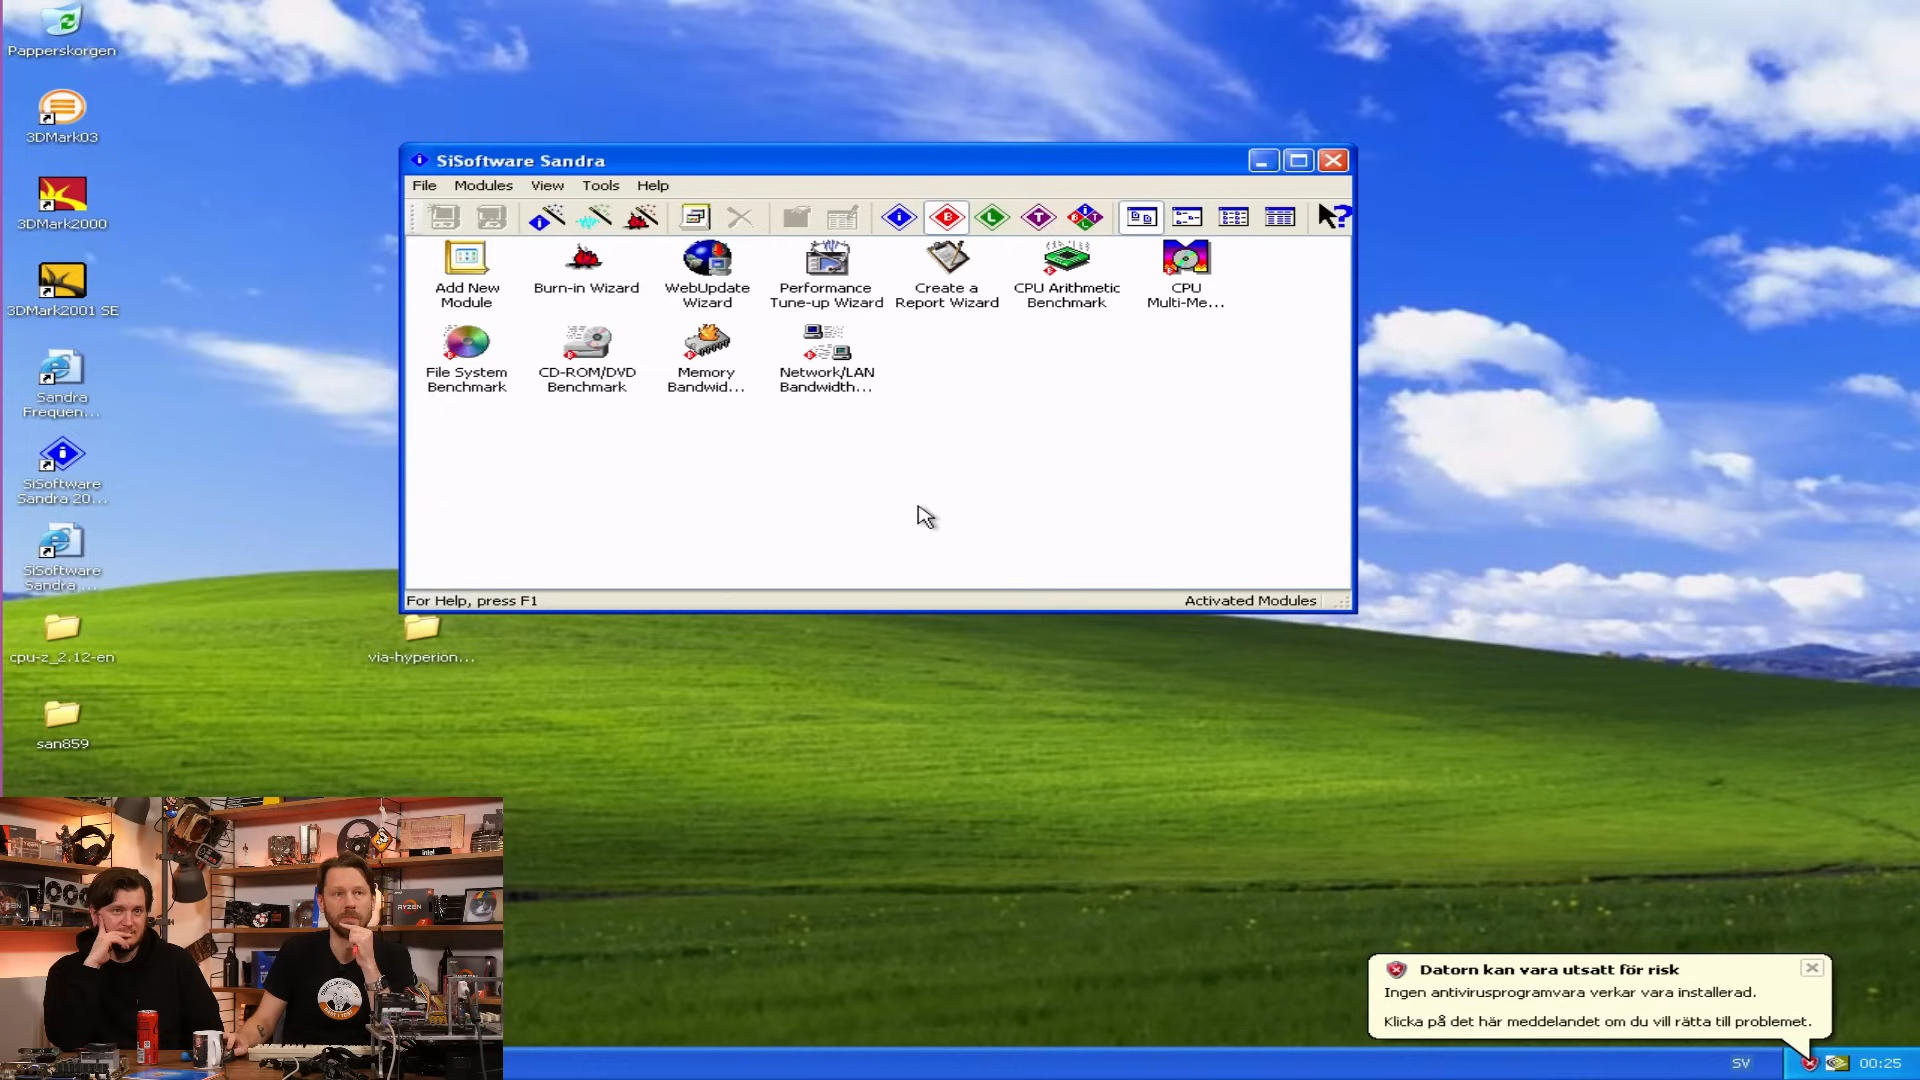 Papperskorgen
3DMark03
3DMark2000
3DMark2001 SE
Sandra
Frequen...
SiSoftware
Sandra 20...
SiSoftware
Sandra ...
cpu-z_2.12-en
san859
via-hyperion...
SiSoftware Sandra
File Modules View Tools Help
Add New
Module
Burn-in Wizard
WebUpdate
Wizard
Performance
Tune-up Wizard
Create a
Report Wizard
CPU Arithmetic
Benchmark
CPU
Multi-Me...
File System
Benchmark
CD-ROM/DVD
Benchmark
Memory
Bandwid...
Network/LAN
Bandwidth...
For Help, press F1
Activated Modules
intel
RYZEN
Datorn kan vara utsatt för risk
Ingen antivirusprogramvara verkar vara installerad.
Klicka på det här meddelandet om du vill rätta till problemet.
SV
00:25